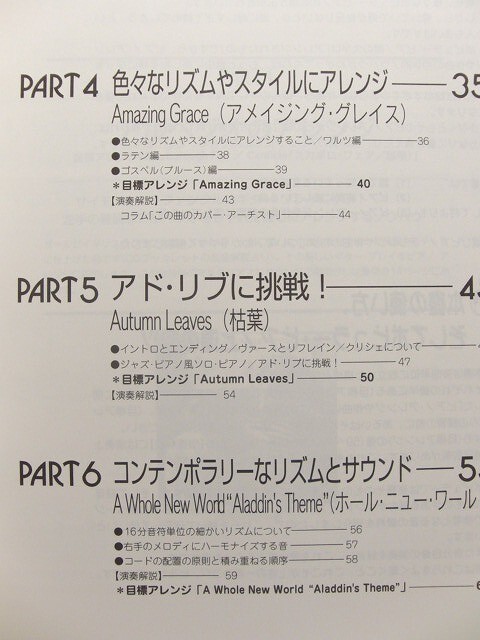 PART4 色々なリズムやスタイルにアレンジ
Amazing Grace（アメイジング・グレイス）
●色々なリズムやスタイルにアレンジすること／ワルツ編 36
●ラテン編 38
●ゴスペル（ブルース）編 39
＊目標アレンジ「Amazing Grace」 40
【演奏解説】 43
コラム「この曲のカバー・アーチスト」 44
PART5 アド・リブに挑戦！
Autumn Leaves（枯葉）
●イントロとエンディング／ヴァースとリフレイン／クリシェについて
●ジャズ・ピアノ風ソロ・ピアノ／アド・リブに挑戦！ 47
＊目標アレンジ「Autumn Leaves」 50
【演奏解説】 54
PART6 コンテンポラリーなリズムとサウンド
A Whole New World“Aladdin's Theme”（ホール・ニュー・ワール
●16分音符単位の細かいリズムについて 56
●右手のメロディにハーモナイズする音 57
●コードの配置の原則と積み重ねる順序 58
【演奏解説】 59
＊目標アレンジ「A Whole New World “Aladdin's Theme”」